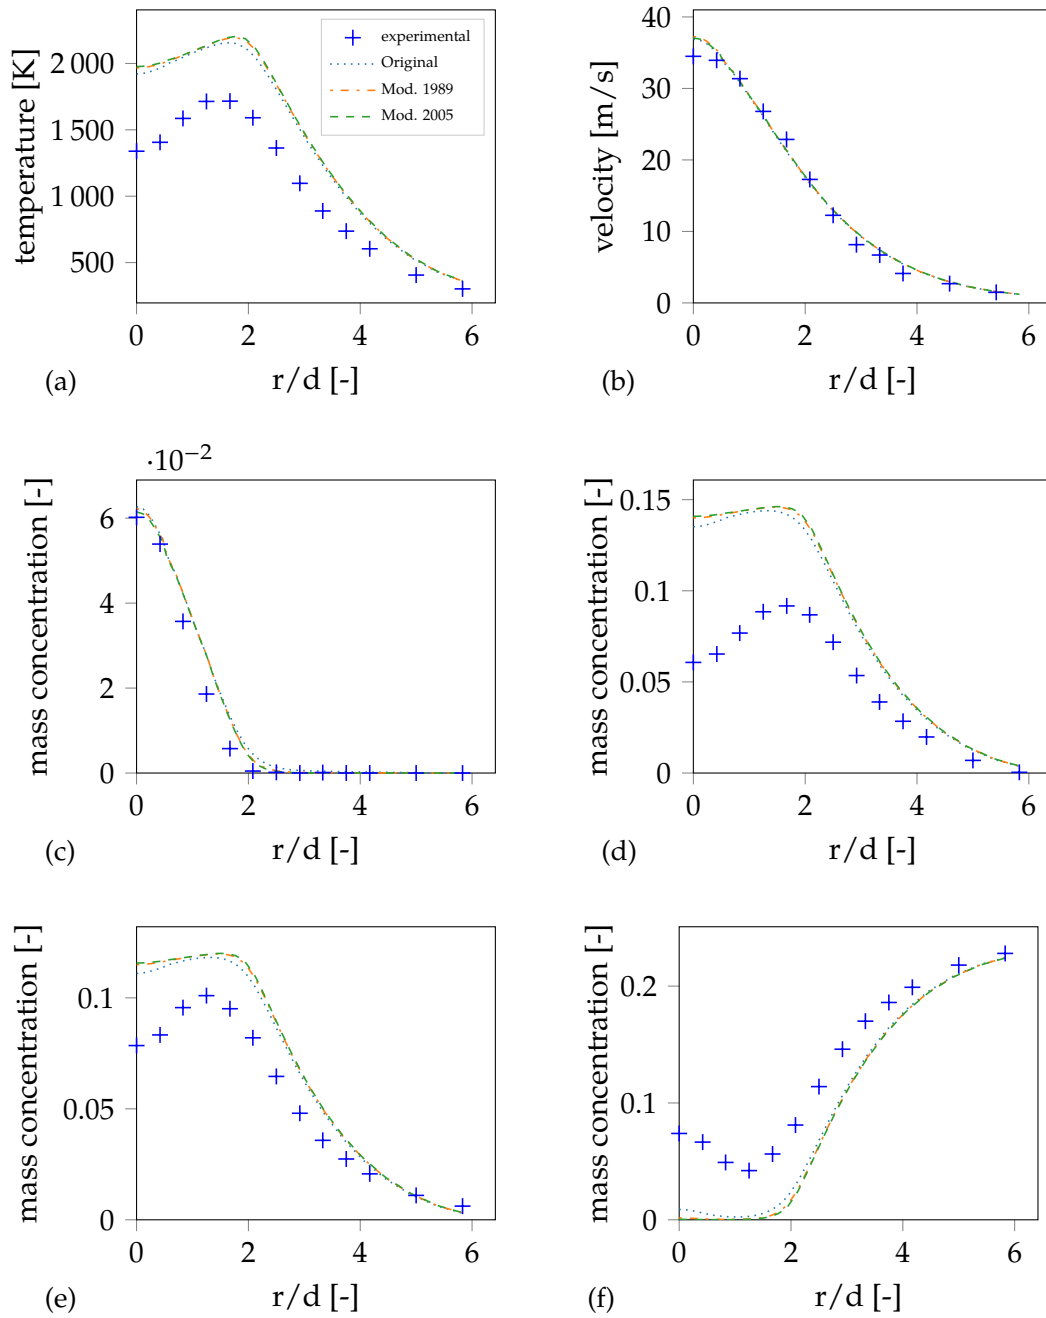 temperature [K]
2 000
1 500
1 000
500
0
2
4
6
r/d [-]
(a)
experimental
Original
Mod. 1989
Mod. 2005
velocity [m/s]
40
30
20
10
0
0
2
4
6
r/d [-]
(b)
·10−2
mass concentration [-]
6
4
2
0
0
2
4
6
r/d [-]
(c)
mass concentration [-]
0.15
0.1
0.05
0
0
2
4
6
r/d [-]
(d)
mass concentration [-]
0.1
0.05
0
0
2
4
6
r/d [-]
(e)
mass concentration [-]
0.2
0.1
0
0
2
4
6
r/d [-]
(f)